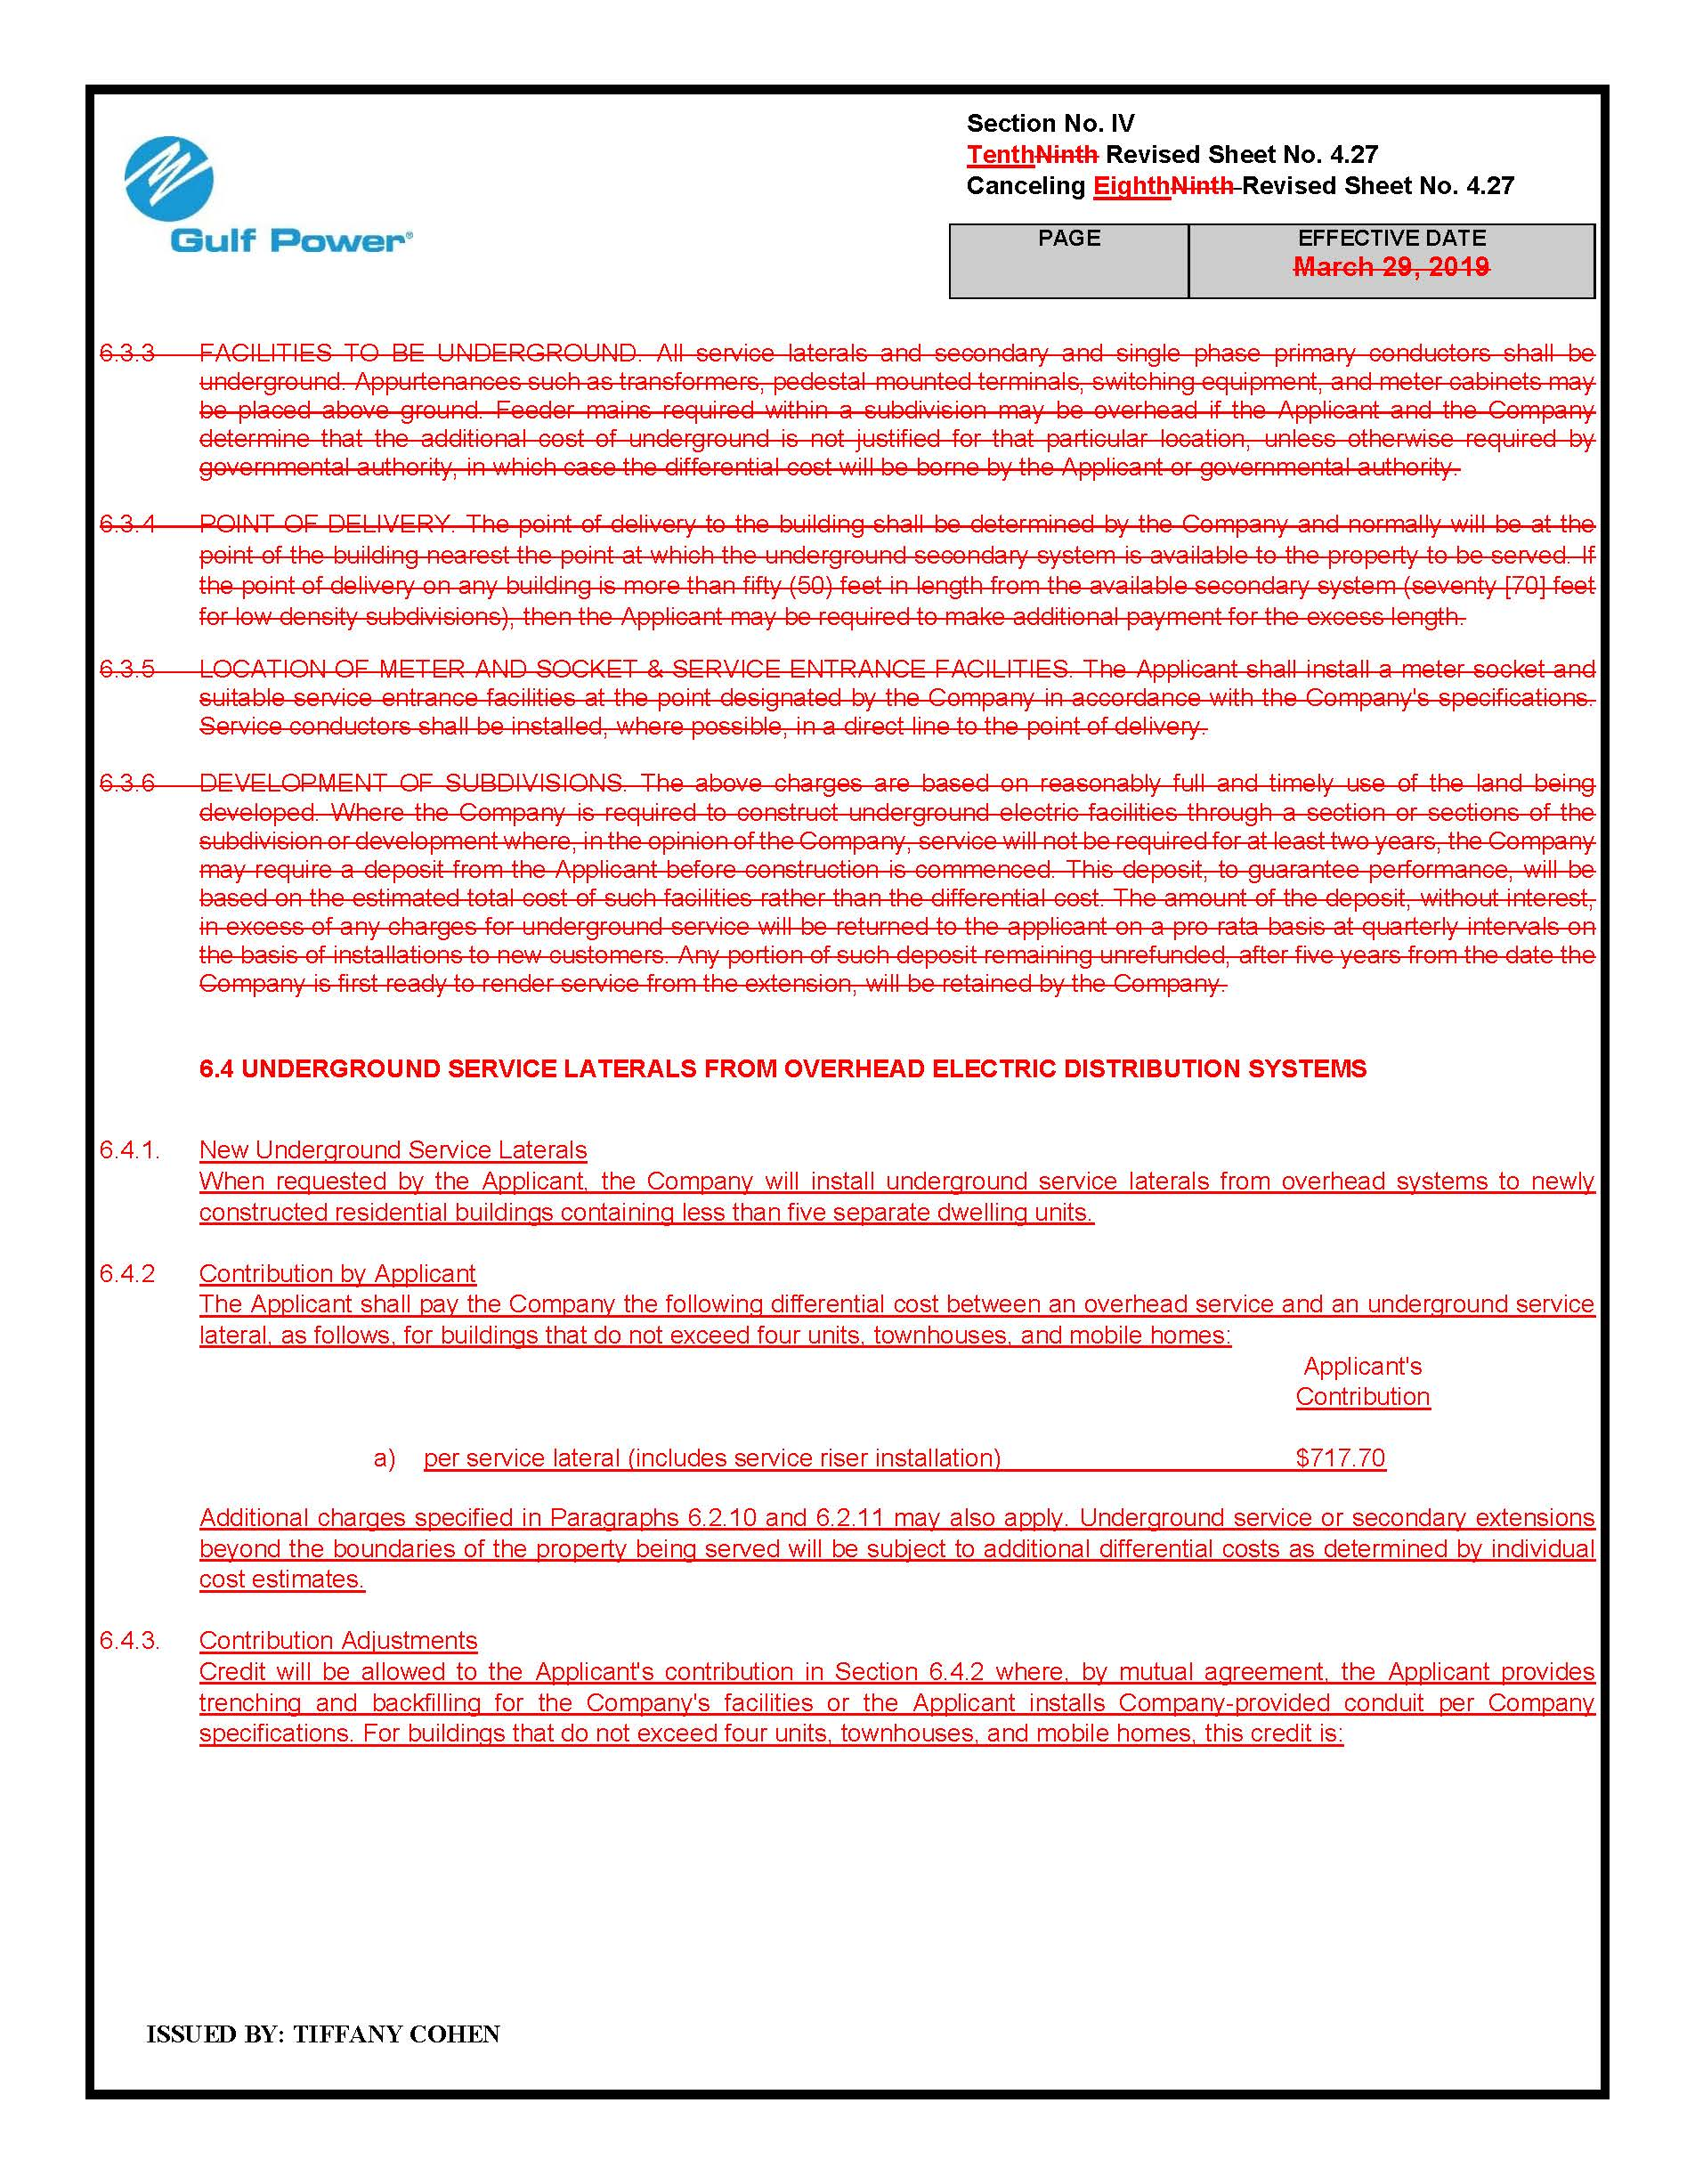 Section No. IV
TenthNinth Revised Sheet No. 4.27
Canceling EighthNinth Revised Sheet No. 4.27
Gulf Power®
PAGE
EFFECTIVE DATE
March 29, 2019
6.3.3 FACILITIES TO BE UNDERGROUND. All service laterals and secondary and single phase primary conductors shall be
underground. Appurtenances such as transformers, pedestal-mounted terminals, switching equipment, and meter cabinets may
be placed above ground. Feeder mains required within a subdivision may be overhead if the Applicant and the Company
determine that the additional cost of underground is not justified for that particular location, unless otherwise required by
governmental authority, in which case the differential cost will be borne by the Applicant or governmental authority.
6.3.4 POINT OF DELIVERY. The point of delivery to the building shall be determined by the Company and normally will be at the
point of the building nearest the point at which the underground secondary system is available to the property to be served. If
the point of delivery on any building is more than fifty (50) feet in length from the available secondary system (seventy [70] feet
for low density subdivisions), then the Applicant may be required to make additional payment for the excess length.
6.3.5 LOCATION OF METER AND SOCKET & SERVICE ENTRANCE FACILITIES. The Applicant shall install a meter socket and
suitable service entrance facilities at the point designated by the Company in accordance with the Company's specifications.
Service conductors shall be installed, where possible, in a direct line to the point of delivery.
6.3.6 DEVELOPMENT OF SUBDIVISIONS. The above charges are based on reasonably full and timely use of the land being
developed. Where the Company is required to construct underground electric facilities through a section or sections of the
subdivision or development where, in the opinion of the Company, service will not be required for at least two years, the Company
may require a deposit from the Applicant before construction is commenced. This deposit, to guarantee performance, will be
based on the estimated total cost of such facilities rather than the differential cost. The amount of the deposit, without interest,
in excess of any charges for underground service will be returned to the applicant on a pro rata basis at quarterly intervals on
the basis of installations to new customers. Any portion of such deposit remaining unrefunded, after five years from the date the
Company is first ready to render service from the extension, will be retained by the Company.
6.4 UNDERGROUND SERVICE LATERALS FROM OVERHEAD ELECTRIC DISTRIBUTION SYSTEMS
6.4.1. New Underground Service Laterals
When requested by the Applicant, the Company will install underground service laterals from overhead systems to newly
constructed residential buildings containing less than five separate dwelling units.
6.4.2 Contribution by Applicant
The Applicant shall pay the Company the following differential cost between an overhead service and an underground service
lateral, as follows, for buildings that do not exceed four units, townhouses, and mobile homes:
Applicant's
Contribution
a) per service lateral (includes service riser installation) $717.70
Additional charges specified in Paragraphs 6.2.10 and 6.2.11 may also apply. Underground service or secondary extensions
beyond the boundaries of the property being served will be subject to additional differential costs as determined by individual
cost estimates.
6.4.3. Contribution Adjustments
Credit will be allowed to the Applicant's contribution in Section 6.4.2 where, by mutual agreement, the Applicant provides
trenching and backfilling for the Company's facilities or the Applicant installs Company-provided conduit per Company
specifications. For buildings that do not exceed four units, townhouses, and mobile homes, this credit is:
ISSUED BY: TIFFANY COHEN